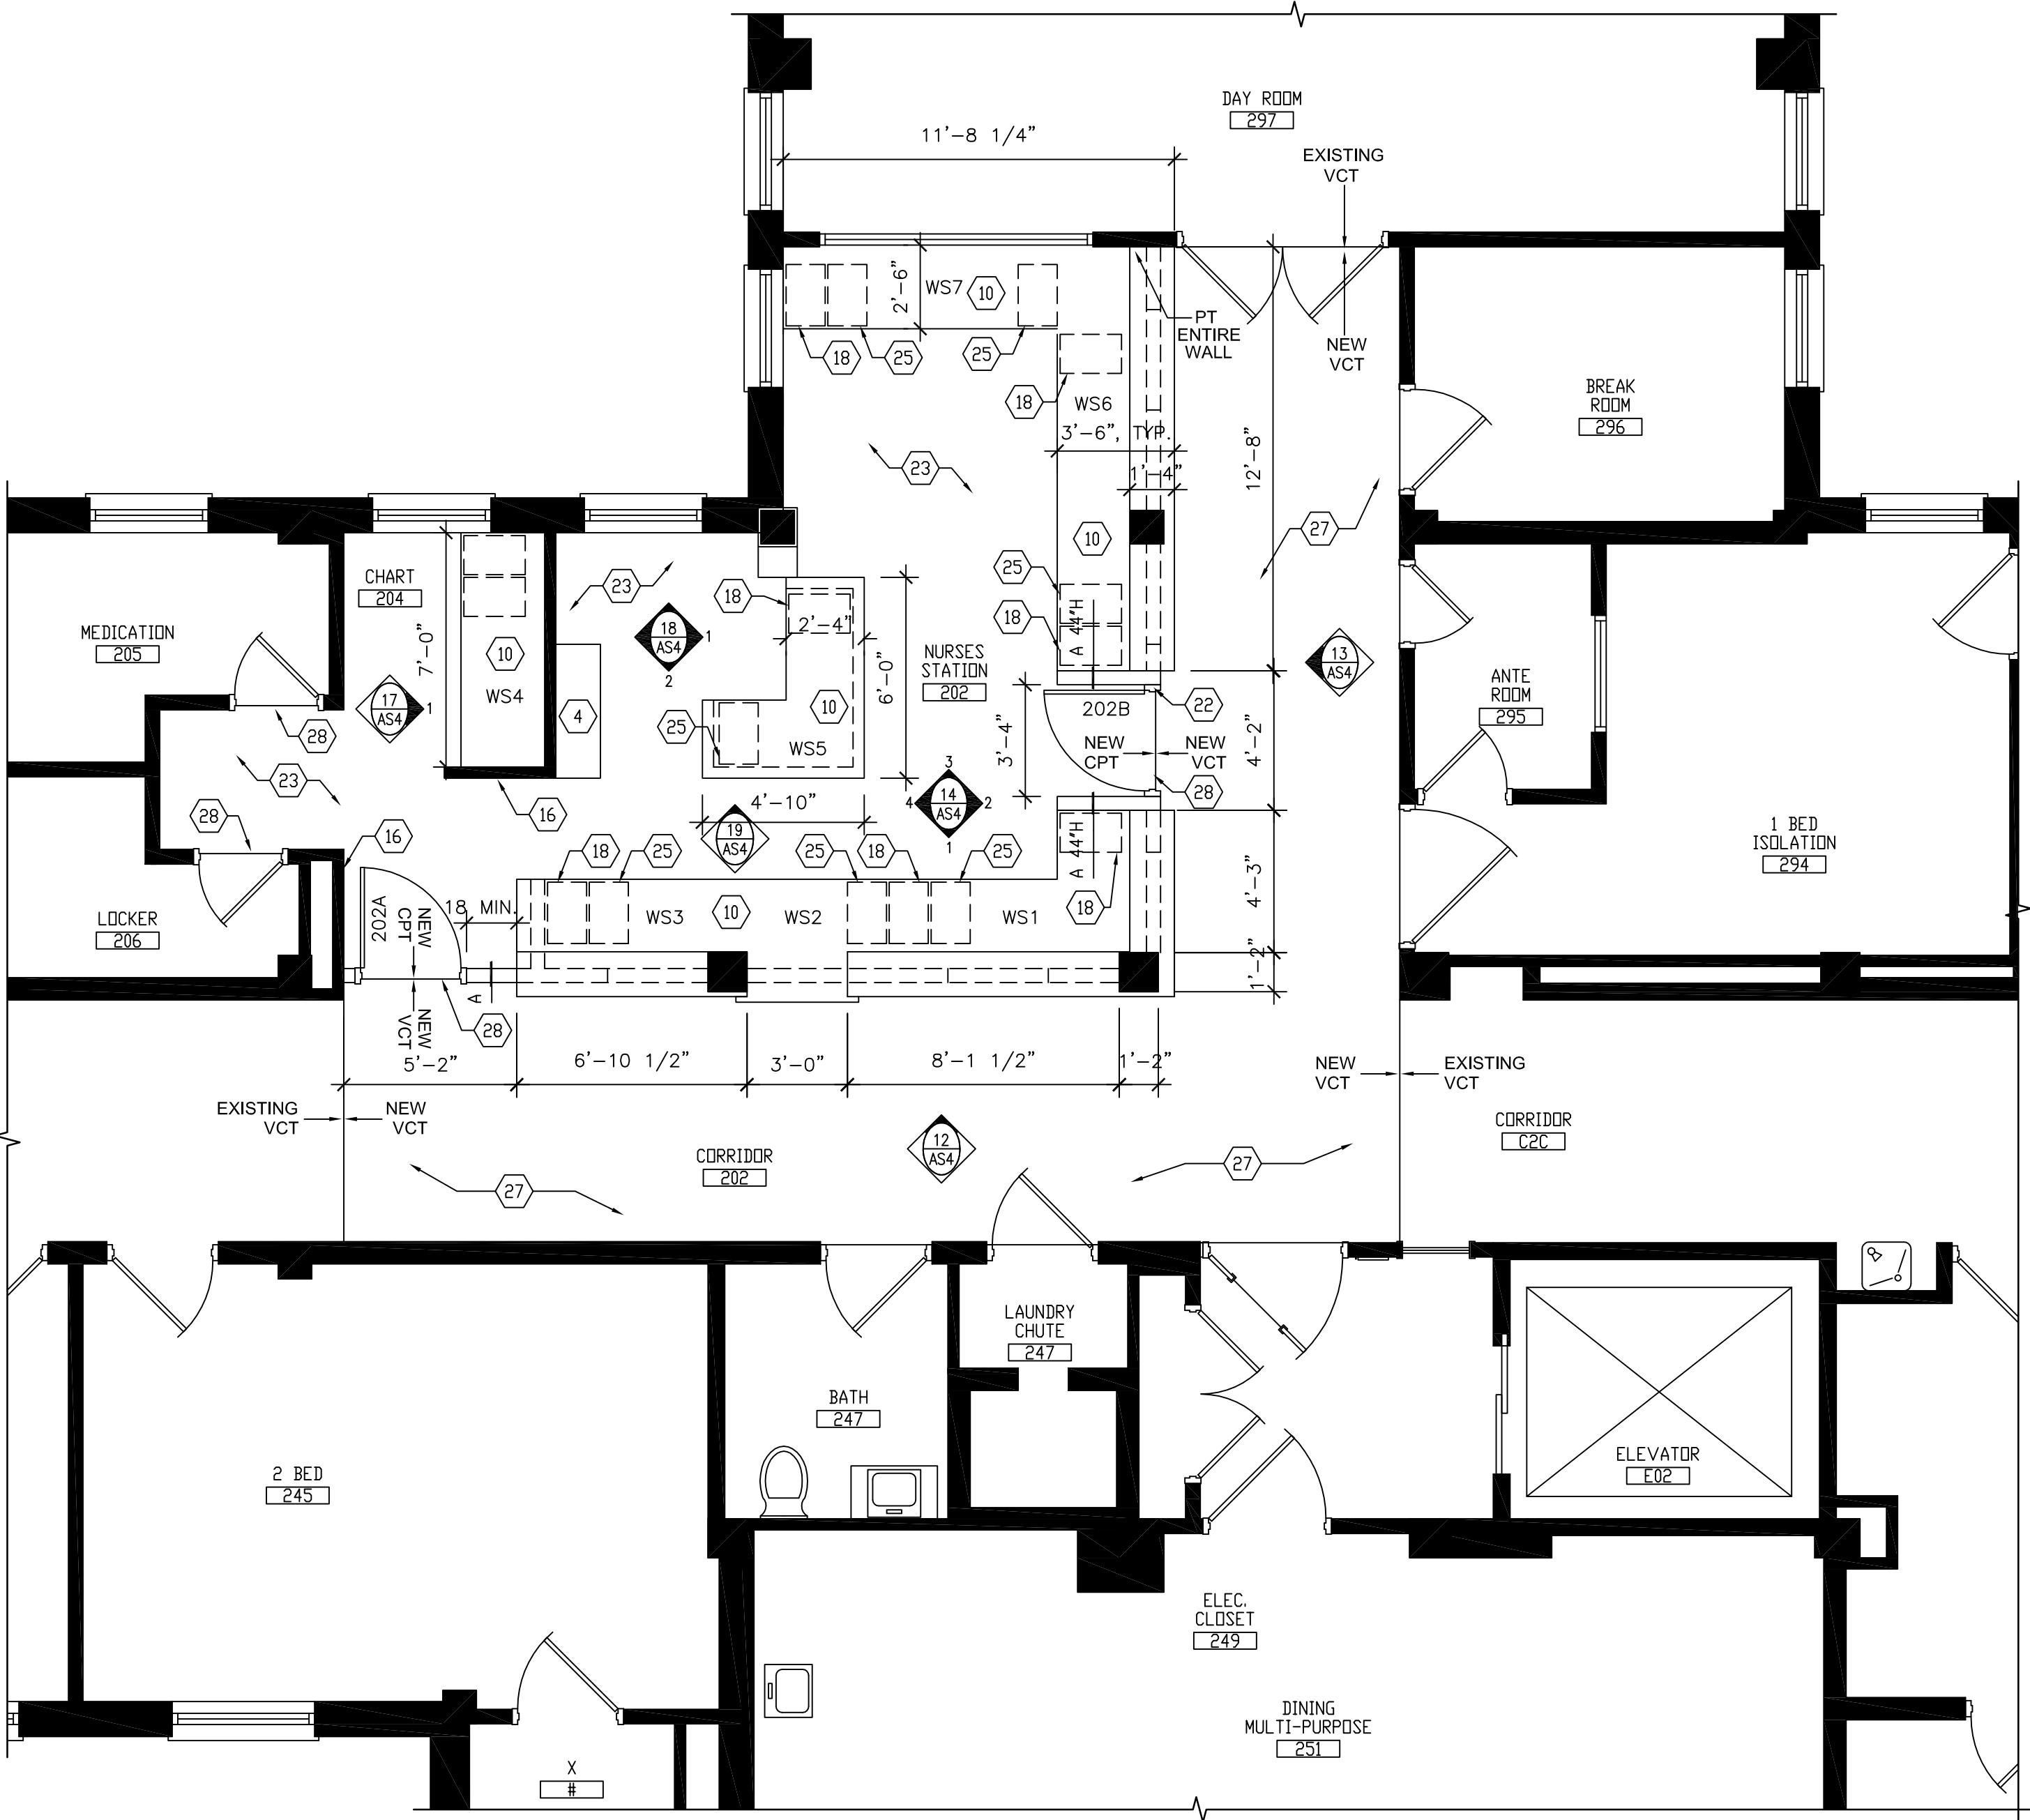 DAY ROOM
297
11'-8 1/4"
EXISTING
VCT
2'-6"
WS7
10
PT
ENTIRE
WALL
NEW
VCT
18
25
25
18
WS6
3'-6", TYP.
1'-4"
12'-8"
BREAK
ROOM
296
23
27
10
CHART
204
MEDICATION
205
7'-0"
10
WS4
23
18
AS4
1
2
18
2'-4"
25
18
A 44"H
NURSES
STATION
202
6'-0"
13
AS4
ANTE
ROOM
295
17
AS4
1
4
28
25
10
WS5
202B
22
3'-4"
NEW
CPT
NEW
VCT
4'-2"
23
16
4'-10"
3
14
AS4
4
2
1
28
28
16
19
AS4
1 BED
ISOLATION
294
18
25
25
18
25
A 44"H
4'-3"
LOCKER
206
202A
NEW
CPT
18 MIN.
WS3
10
WS2
WS1
18
1'-2"
A
NEW
VCT
28
5'-2"
6'-10 1/2"
3'-0"
8'-1 1/2"
1'-2"
NEW
VCT
EXISTING
VCT
EXISTING
VCT
NEW
VCT
12
AS4
CORRIDOR
C2C
CORRIDOR
202
27
27
LAUNDRY
CHUTE
247
BATH
247
2 BED
245
ELEVATOR
E02
ELEC.
CLOSET
249
DINING
MULTI-PURPOSE
251
X
#